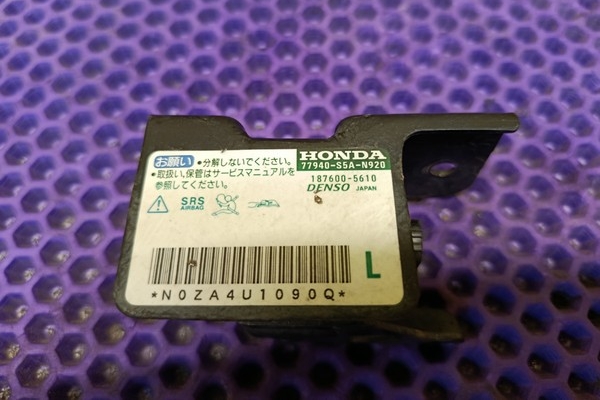 お願い •分解しないでください。
•取扱い、保管はサービスマニュアルを
参照してください。
HONDA
77940-S5A-N920
187600-5610
DENSO JAPAN
SRS
AIRBAG
L
*N0ZA4U1090Q*